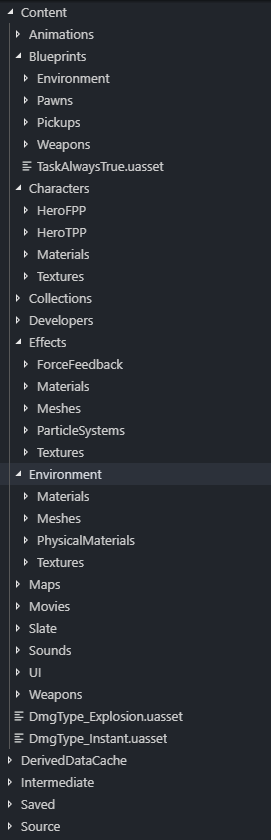 Content
Animations
Blueprints
Environment
Pawns
Pickups
Weapons
TaskAlwaysTrue.uasset
Characters
HeroFPP
HeroTPP
Materials
Textures
Collections
Developers
Effects
ForceFeedback
Materials
Meshes
ParticleSystems
Textures
Environment
Materials
Meshes
PhysicalMaterials
Textures
Maps
Movies
Slate
Sounds
UI
Weapons
DmgType_Explosion.uasset
DmgType_Instant.uasset
DerivedDataCache
Intermediate
Saved
Source